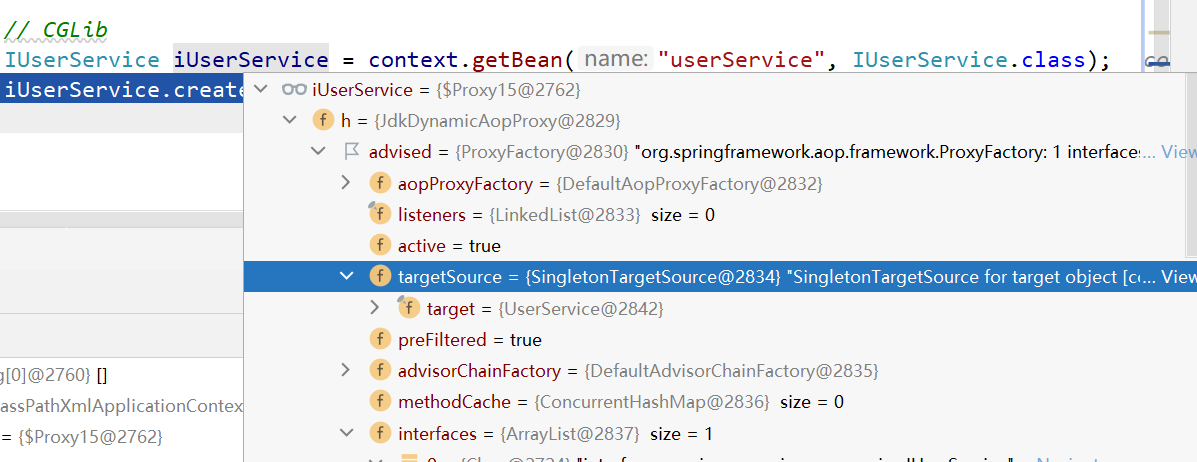 // CGLib
IUserService iUserService = context.getBean( name: "userService", IUserService.class); co
iUserService.create
iUserService = {$Proxy15@2762}
h = {JdkDynamicAopProxy@2829}
advised = {ProxyFactory@2830} "org.springframework.aop.framework.ProxyFactory: 1 interface... View
aopProxyFactory = {DefaultAopProxyFactory@2832}
listeners = {LinkedList@2833} size = 0
active = true
targetSource = {SingletonTargetSource@2834} "SingletonTargetSource for target object [co... View
target = {UserService@2842}
preFiltered = true
advisorChainFactory = {DefaultAdvisorChainFactory@2835}
methodCache = {ConcurrentHashMap@2836} size = 0
interfaces = {ArrayList@2837} size = 1
g[0]@2760} []
assPathXmlApplicationContex
= {$Proxy15@2762}